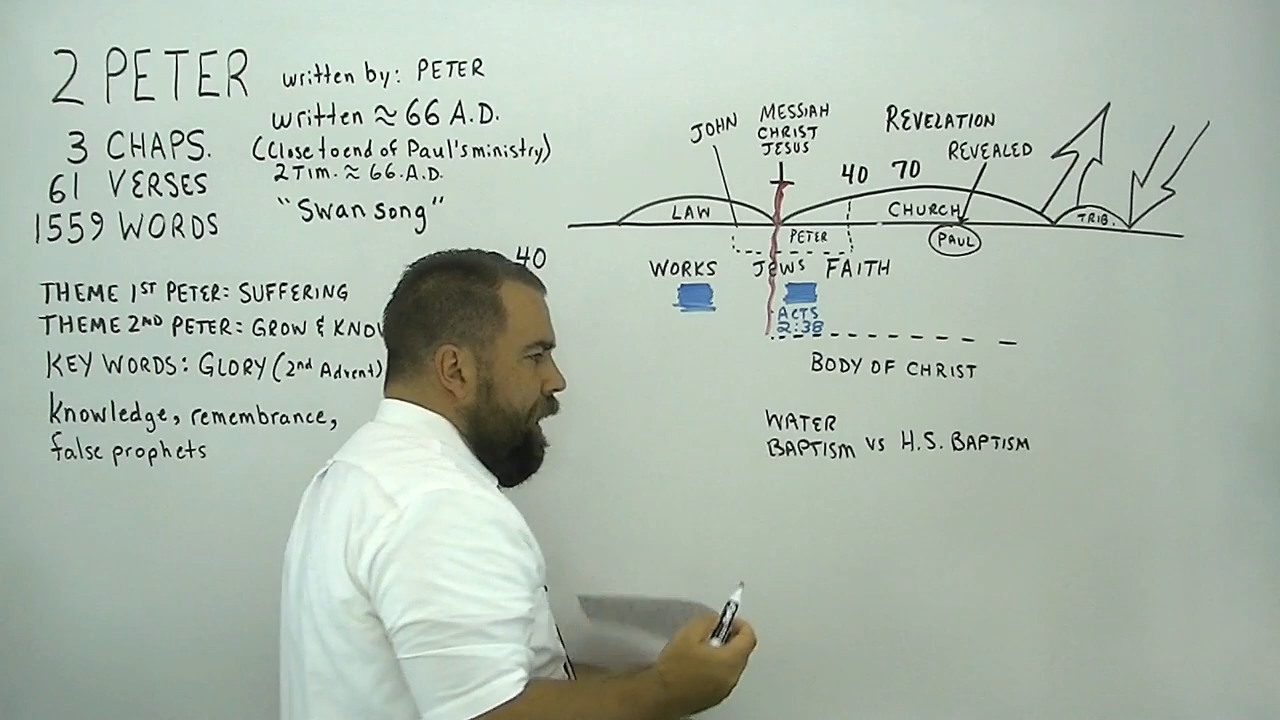 2 PETER
written by: PETER
written ≈ 66 A.D.
(Close to end of Paul's ministry)
2 Tim. ≈ 66 A.D.
"Swan song"
3 CHAPS.
61 VERSES
1559 WORDS
40
THEME 1ST PETER: SUFFERING
THEME 2ND PETER: GROW & KNOW
KEY WORDS: GLORY (2nd Advent)
knowledge, remembrance,
false prophets
JOHN
MESSIAH
CHRIST
JESUS
REVELATION
REVEALED
40 70
LAW
CHURCH
TRIB.
PETER
PAUL
WORKS
JEWS
FAITH
ACTS
2:38
BODY OF CHRIST
WATER
BAPTISM VS H.S. BAPTISM